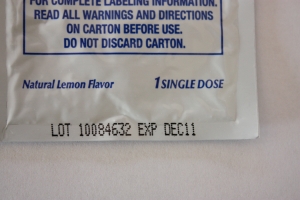 FOR COMPLETE LABELING INFORMATION.
READ ALL WARNINGS AND DIRECTIONS
ON CARTON BEFORE USE.
DO NOT DISCARD CARTON.
Natural Lemon Flavor 1 SINGLE DOSE
LOT 10084632 EXP DEC11